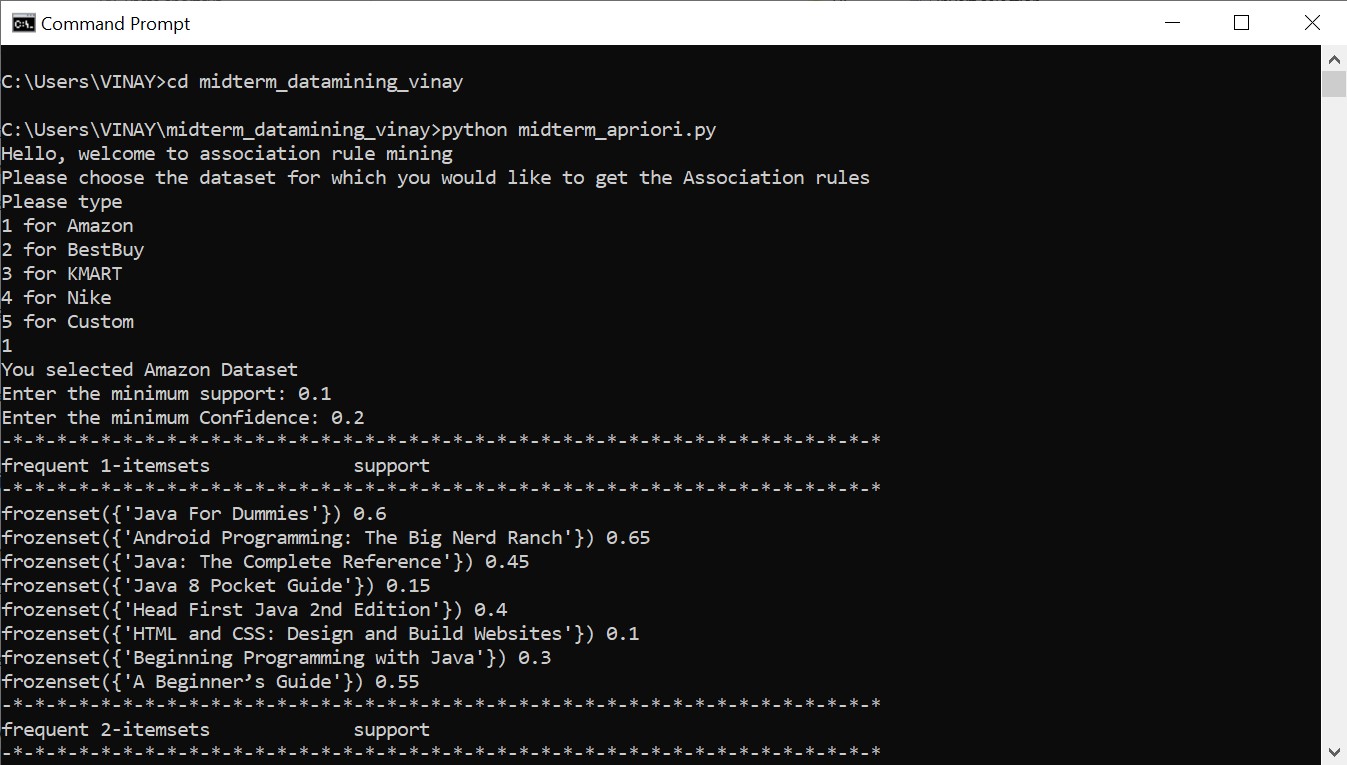 Command Prompt
C:\Users\VINAY>cd midterm_datamining_vinay
C:\Users\VINAY\midterm_datamining_vinay>python midterm_apriori.py
Hello, welcome to association rule mining
Please choose the dataset for which you would like to get the Association rules
Please type
1 for Amazon
2 for BestBuy
3 for KMART
4 for Nike
5 for Custom
1
You selected Amazon Dataset
Enter the minimum support: 0.1
Enter the minimum Confidence: 0.2
-*-*-*-*-*-*-*-*-*-*-*-*-*-*-*-*-*-*-*-*-*-*-*-*-*-*-*-*-*-*-*-*-*-*-*-*-*-*-*-*
frequent 1-itemsets             support
-*-*-*-*-*-*-*-*-*-*-*-*-*-*-*-*-*-*-*-*-*-*-*-*-*-*-*-*-*-*-*-*-*-*-*-*-*-*-*-*
frozenset({'Java For Dummies'}) 0.6
frozenset({'Android Programming: The Big Nerd Ranch'}) 0.65
frozenset({'Java: The Complete Reference'}) 0.45
frozenset({'Java 8 Pocket Guide'}) 0.15
frozenset({'Head First Java 2nd Edition'}) 0.4
frozenset({'HTML and CSS: Design and Build Websites'}) 0.1
frozenset({'Beginning Programming with Java'}) 0.3
frozenset({'A Beginner’s Guide'}) 0.55
-*-*-*-*-*-*-*-*-*-*-*-*-*-*-*-*-*-*-*-*-*-*-*-*-*-*-*-*-*-*-*-*-*-*-*-*-*-*-*-*
frequent 2-itemsets             support
-*-*-*-*-*-*-*-*-*-*-*-*-*-*-*-*-*-*-*-*-*-*-*-*-*-*-*-*-*-*-*-*-*-*-*-*-*-*-*-*